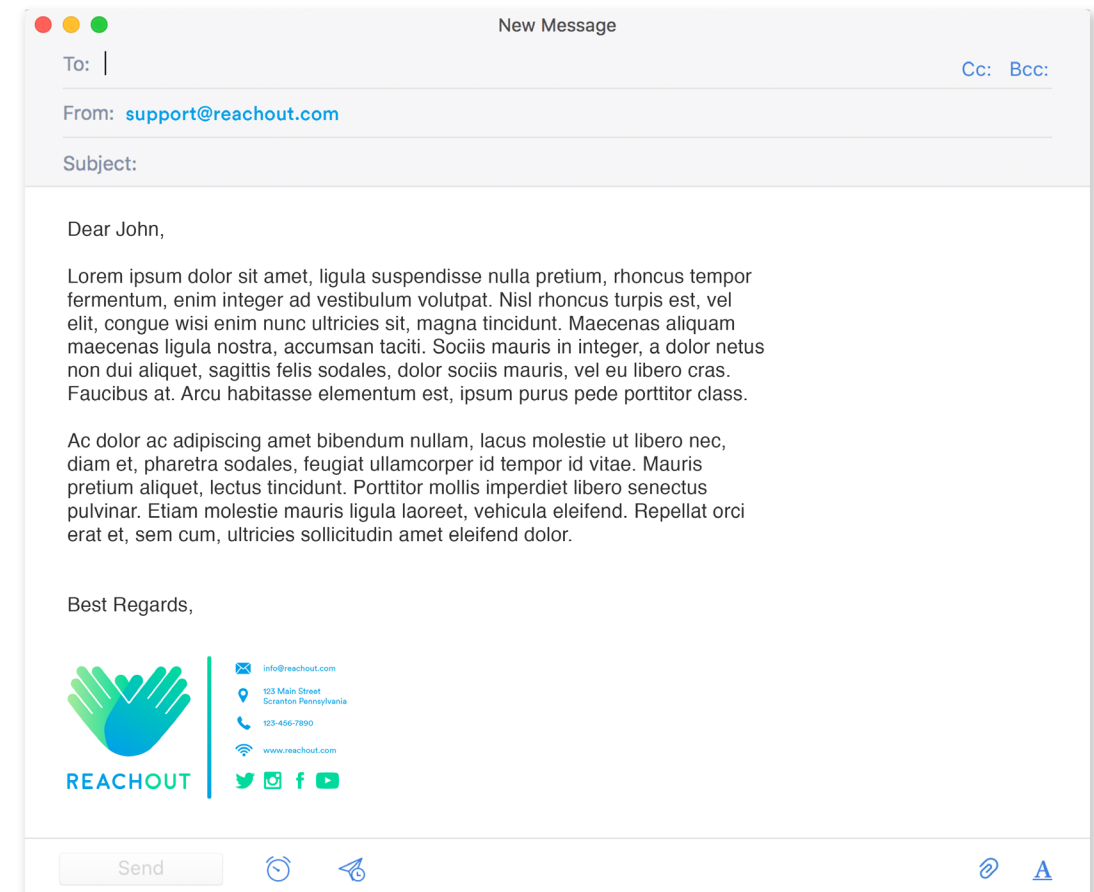 New Message
To:
Cc: Bcc:
From: support@reachout.com
Subject:
Dear John,
Lorem ipsum dolor sit amet, ligula suspendisse nulla pretium, rhoncus tempor
fermentum, enim integer ad vestibulum volutpat. Nisl rhoncus turpis est, vel
elit, congue wisi enim nunc ultricies sit, magna tincidunt. Maecenas aliquam
maecenas ligula nostra, accumsan taciti. Sociis mauris in integer, a dolor netus
non dui aliquet, sagittis felis sodales, dolor sociis mauris, vel eu libero cras.
Faucibus at. Arcu habitasse elementum est, ipsum purus pede porttitor class.
Ac dolor ac adipiscing amet bibendum nullam, lacus molestie ut libero nec,
diam et, pharetra sodales, feugiat ullamcorper id tempor id vitae. Mauris
pretium aliquet, lectus tincidunt. Porttitor mollis imperdiet libero senectus
pulvinar. Etiam molestie mauris ligula laoreet, vehicula eleifend. Repellat orci
erat et, sem cum, ultricies sollicitudin amet eleifend dolor.
Best Regards,
REACHOUT
info@reachout.com
123 Main Street
Scranton Pennsylvania
123-456-7890
www.reachout.com
Send
A